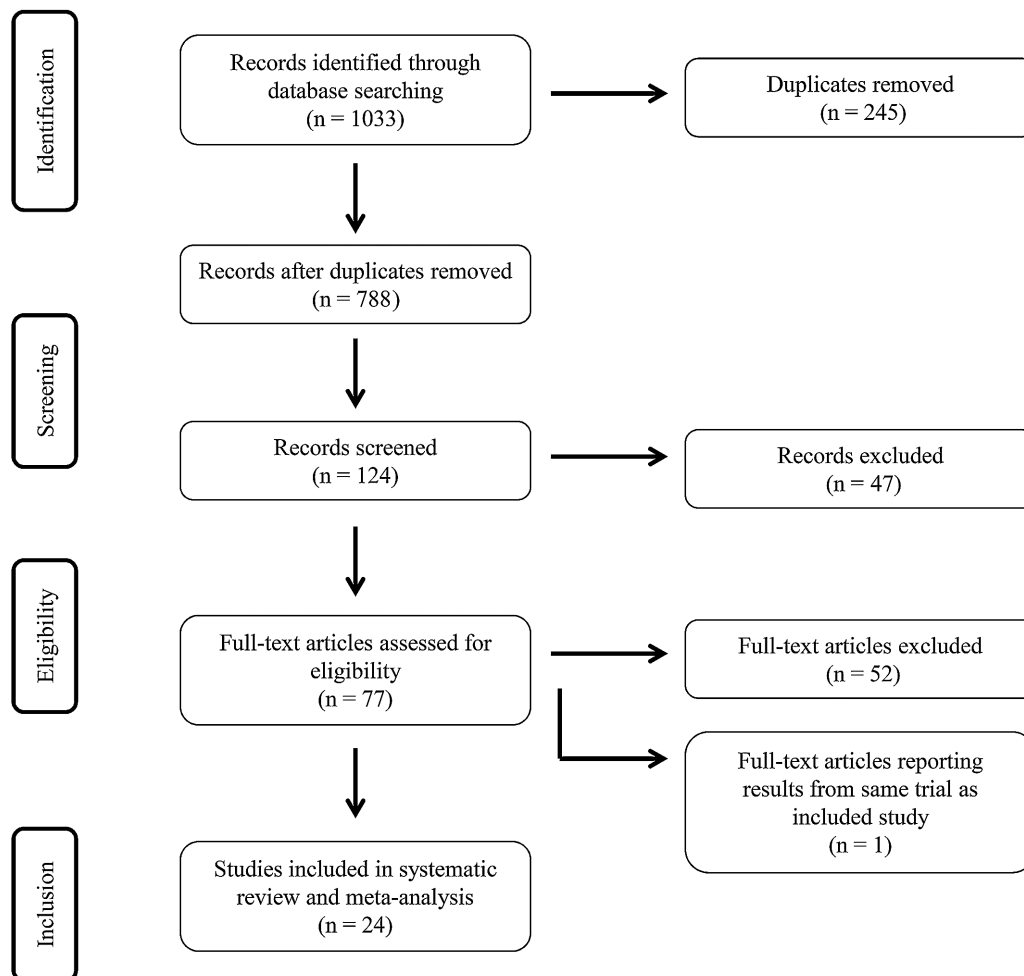 Identification
Records identified through
database searching
(n = 1033)
Duplicates removed
(n = 245)
Records after duplicates removed
(n = 788)
Screening
Records screened
(n = 124)
Records excluded
(n = 47)
Eligibility
Full-text articles assessed for
eligibility
(n = 77)
Full-text articles excluded
(n = 52)
Full-text articles reporting
results from same trial as
included study
(n = 1)
Inclusion
Studies included in systematic
review and meta-analysis
(n = 24)